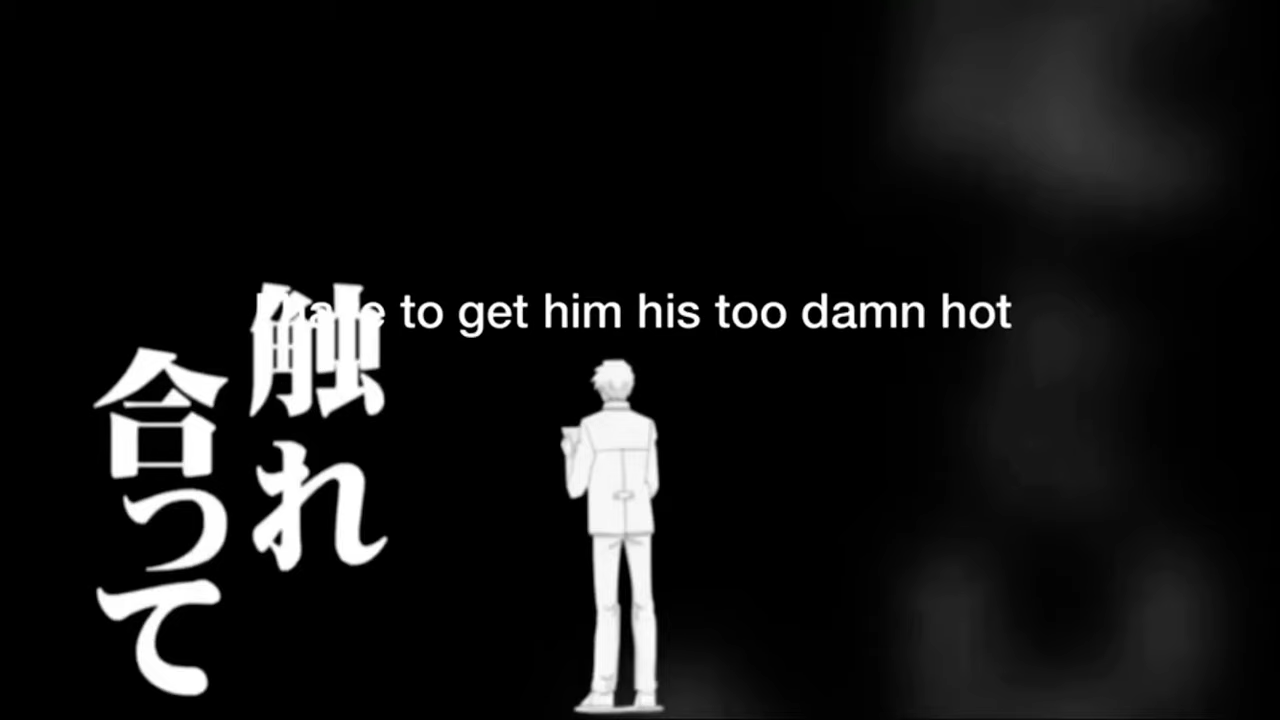 to get him his too damn hot
触れ
合って